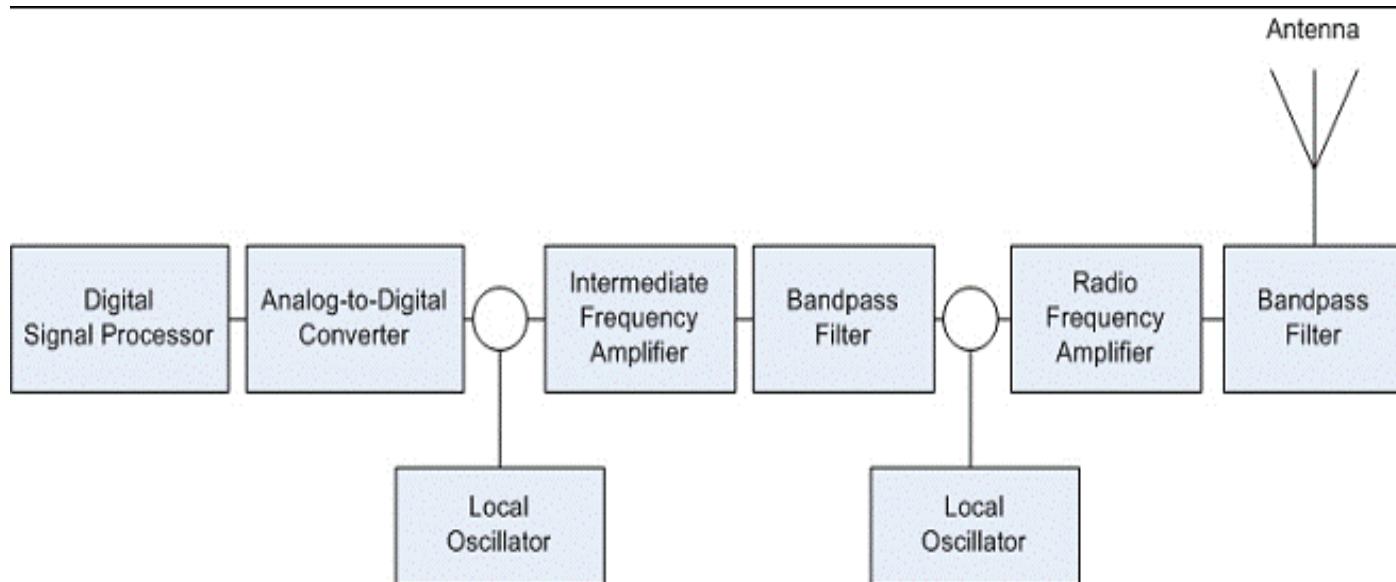 Antenna
Digital
Signal Processor
Analog-to-Digital
Converter
Intermediate
Frequency
Amplifier
Bandpass
Filter
Radio
Frequency
Amplifier
Bandpass
Filter
Local
Oscillator
Local
Oscillator